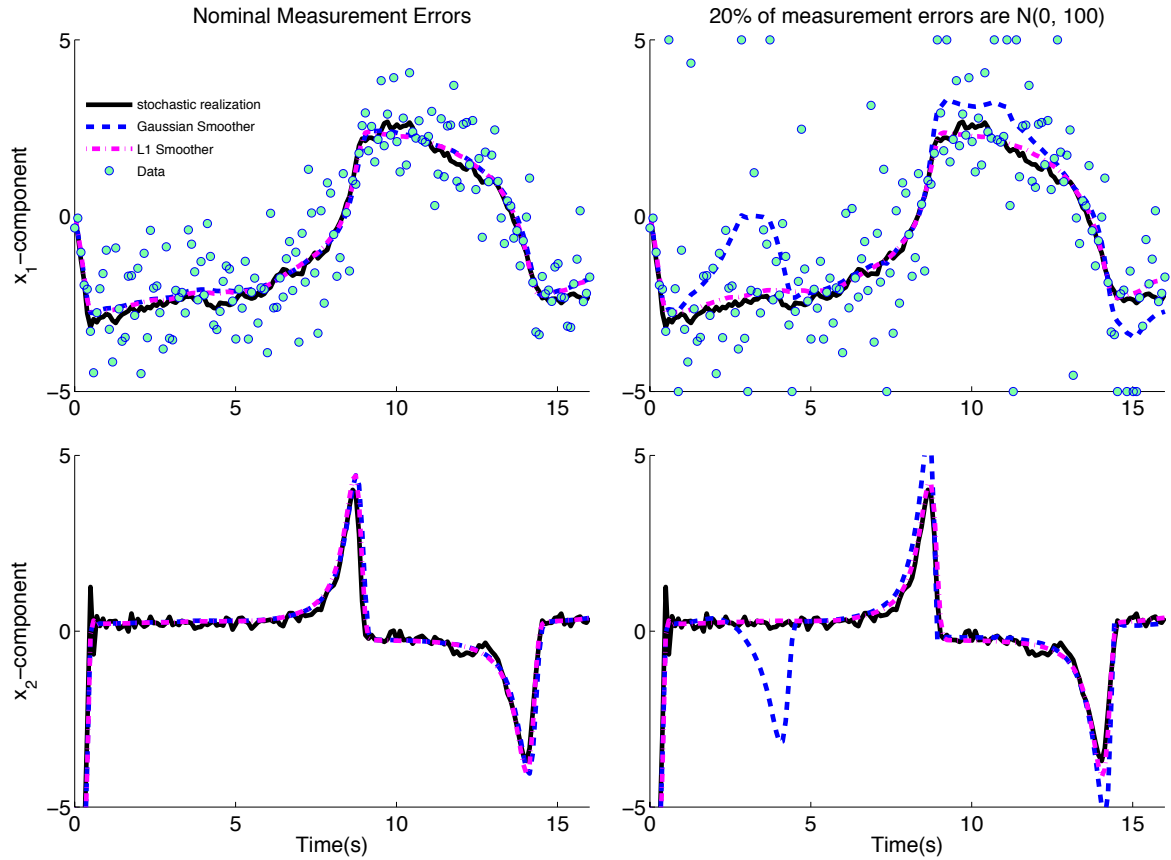 Nominal Measurement Errors
20% of measurement errors are N(0, 100)
5
0
−5
x1−component
stochastic realization
Gaussian Smoother
L1 Smoother
Data
0 5 10 15
5
0
−5
0 5 10 15
5
0
−5
x2−component
0 5 10 15
Time(s)
5
0
−5
0 5 10 15
Time(s)